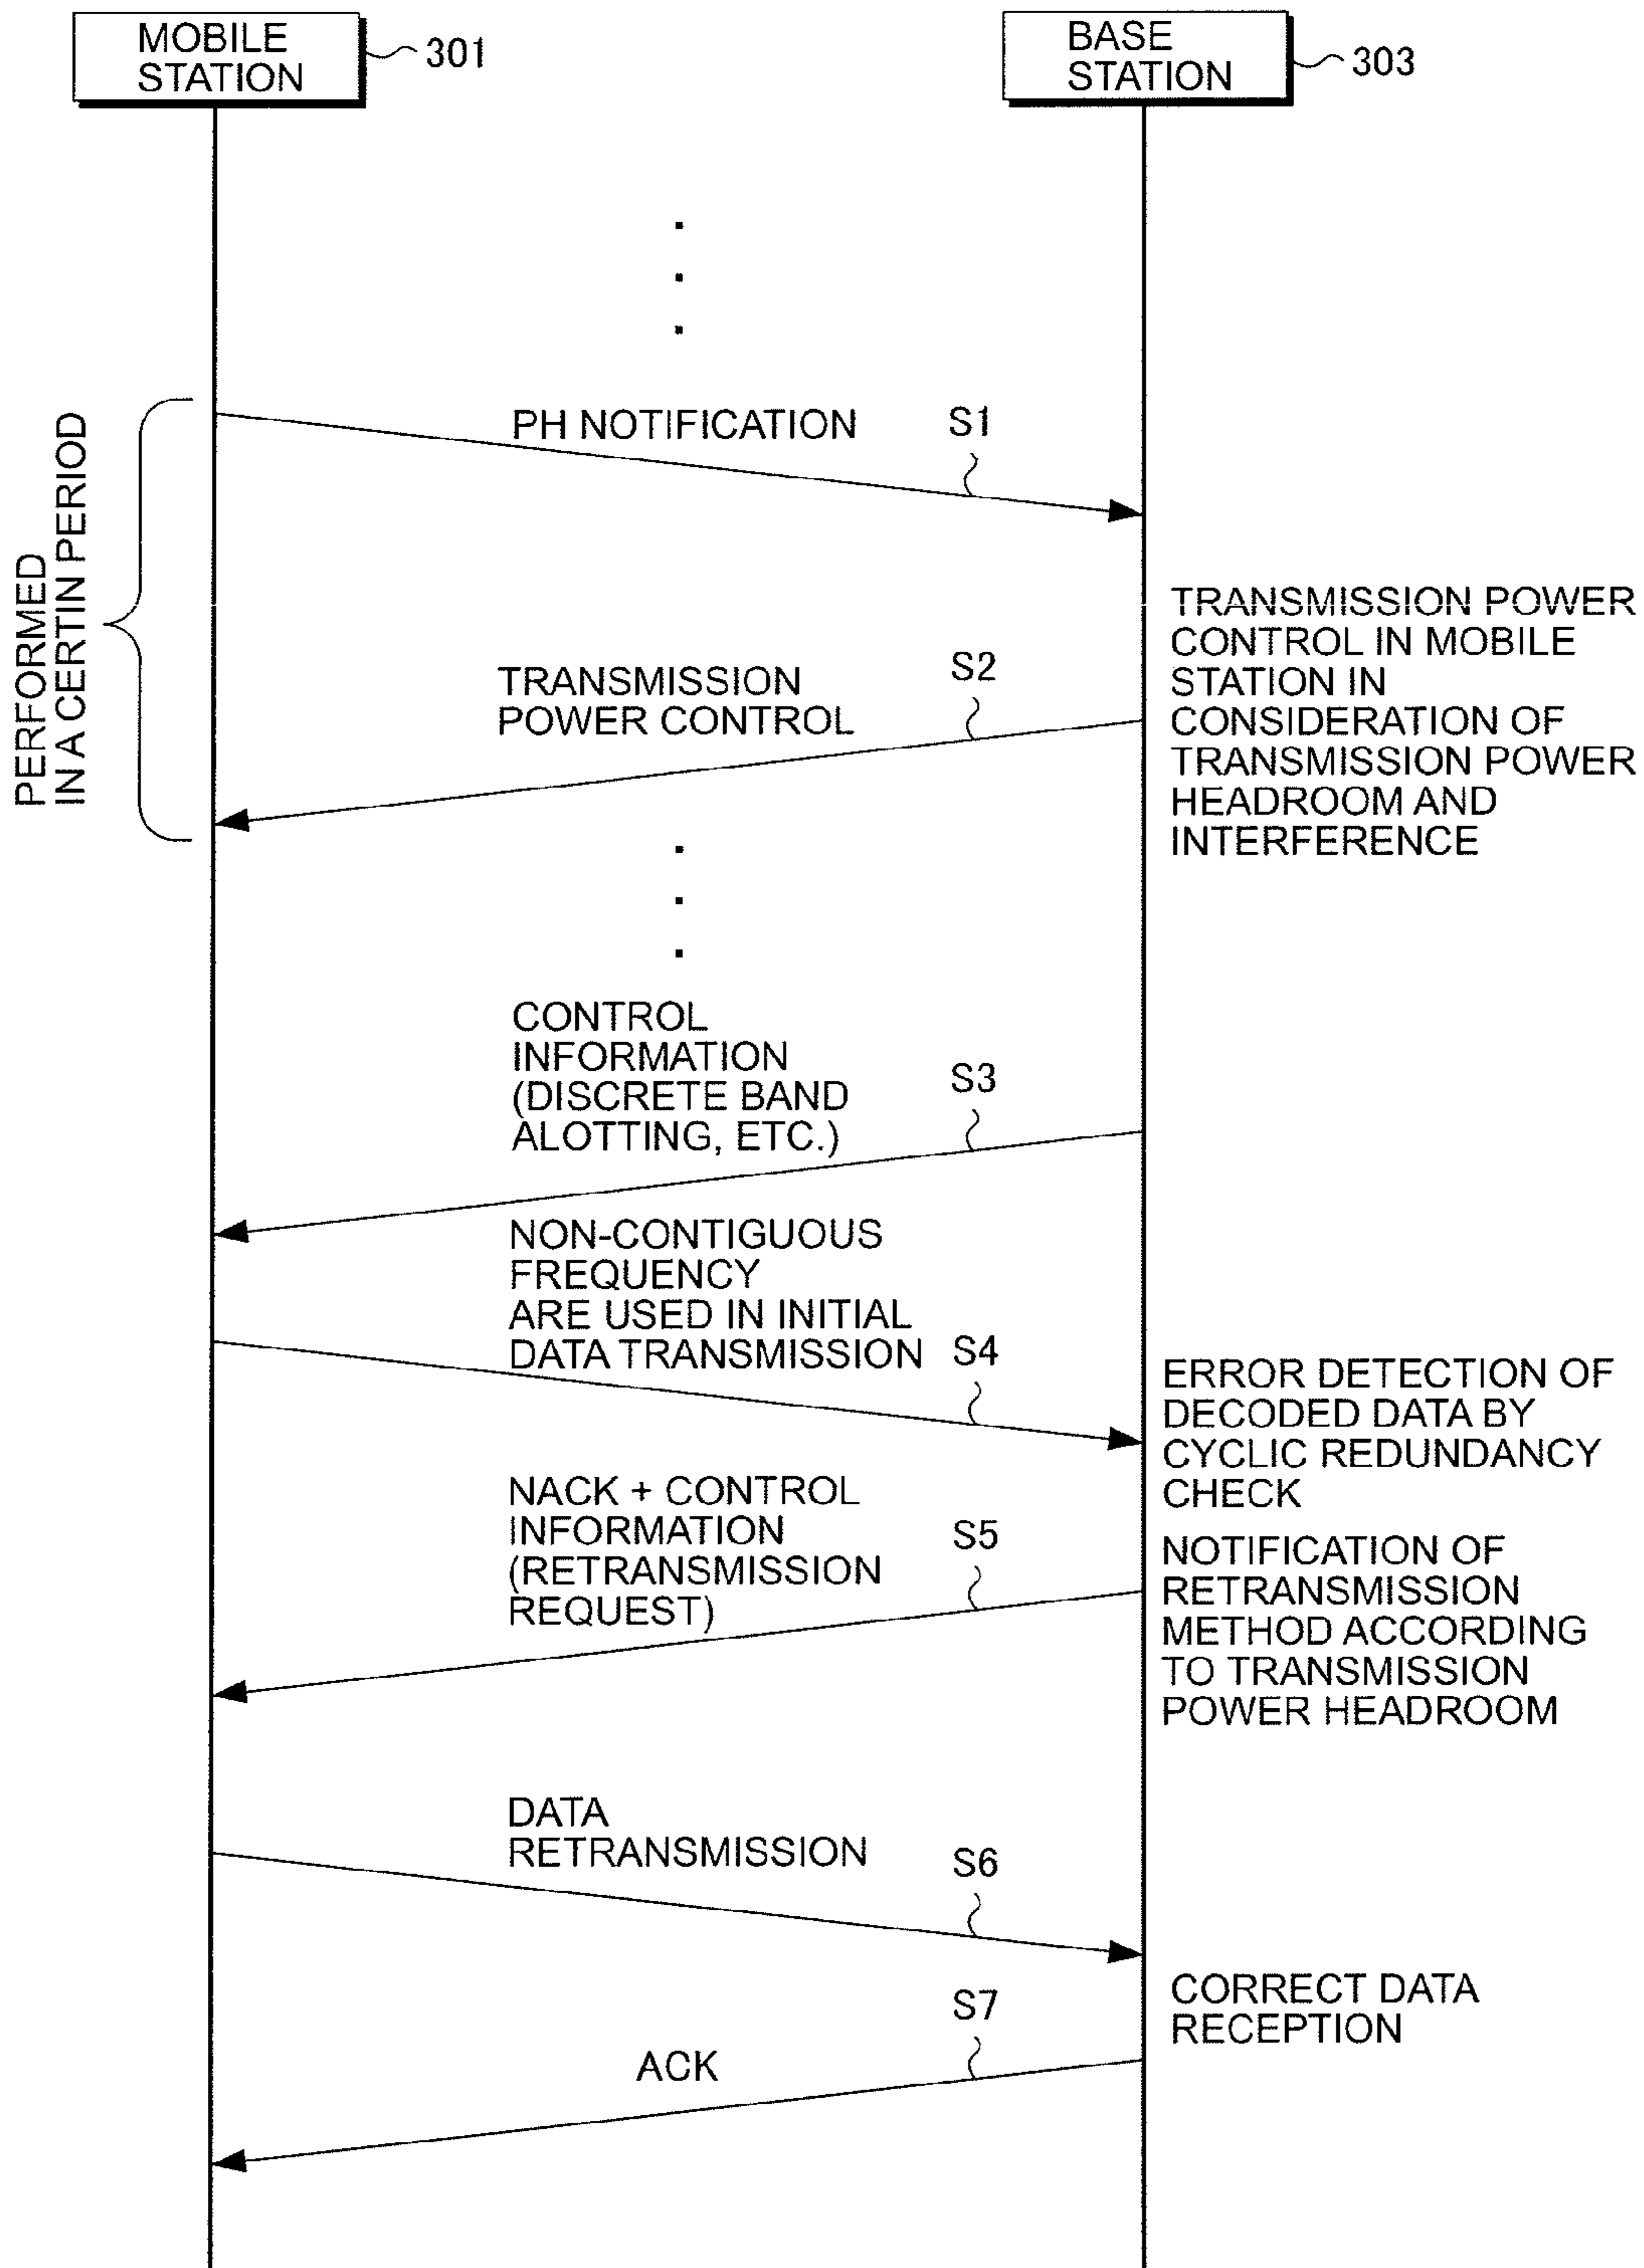 MOBILE
STATION
301
BASE
STATION
303
PH NOTIFICATION
S1
PERFORMED
IN A CERTIN PERIOD
TRANSMISSION
POWER CONTROL
S2
TRANSMISSION POWER
CONTROL IN MOBILE
STATION IN
CONSIDERATION OF
TRANSMISSION POWER
HEADROOM AND
INTERFERENCE
CONTROL
INFORMATION
(DISCRETE BAND
ALOTTING, ETC.)
S3
NON-CONTIGUOUS
FREQUENCY
ARE USED IN INITIAL
DATA TRANSMISSION
S4
ERROR DETECTION OF
DECODED DATA BY
CYCLIC REDUNDANCY
CHECK
NACK + CONTROL
INFORMATION
(RETRANSMISSION
REQUEST)
S5
NOTIFICATION OF
RETRANSMISSION
METHOD ACCORDING
TO TRANSMISSION
POWER HEADROOM
DATA
RETRANSMISSION
S6
CORRECT DATA
RECEPTION
S7
ACK